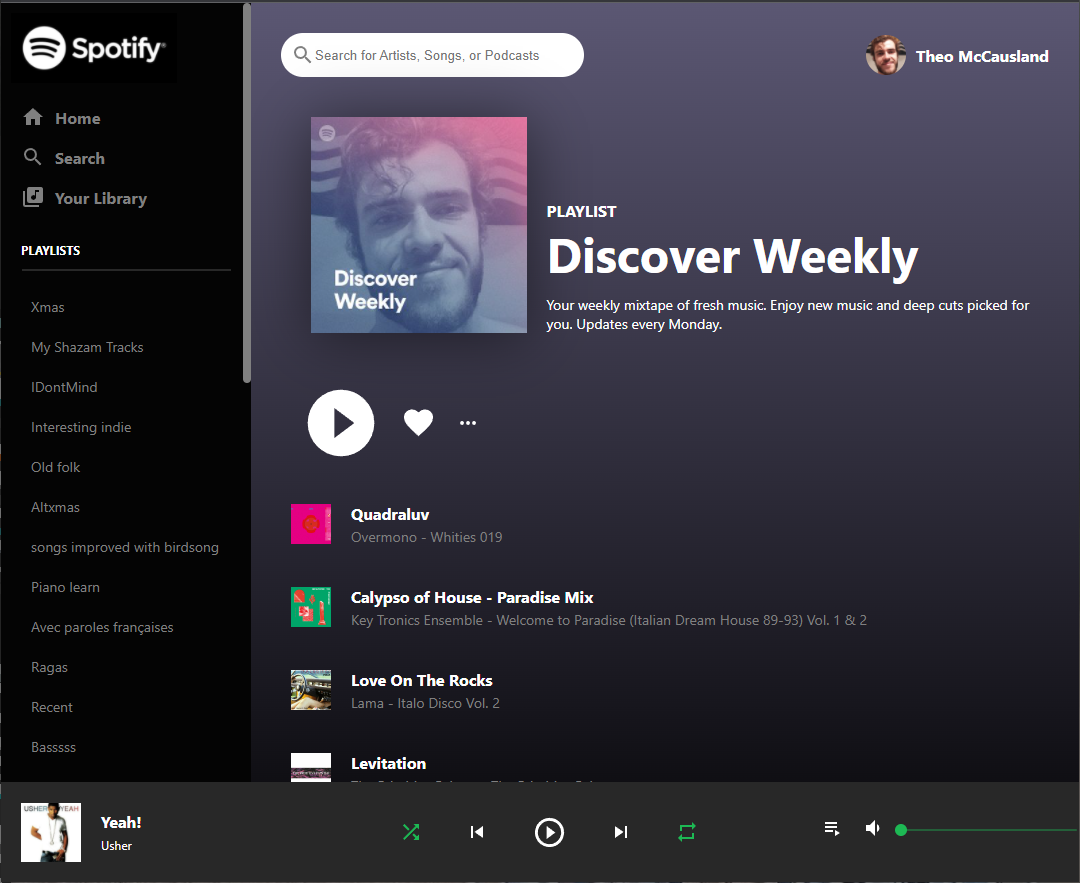 Spotify
Search for Artists, Songs, or Podcasts
Theo McCausland
Home
Search
Your Library
PLAYLISTS
Xmas
My Shazam Tracks
IDontMind
Interesting indie
Old folk
Altxmas
songs improved with birdsong
Piano learn
Avec paroles françaises
Ragas
Recent
Basssss
Discover
Weekly
PLAYLIST
Discover Weekly
Your weekly mixtape of fresh music. Enjoy new music and deep cuts picked for
you. Updates every Monday.
Quadraluv
Overmono - Whities 019
Calypso of House - Paradise Mix
Key Tronics Ensemble - Welcome to Paradise (Italian Dream House 89-93) Vol. 1 & 2
Love On The Rocks
Lama - Italo Disco Vol. 2
Levitation
USHER YEAH
Yeah!
Usher